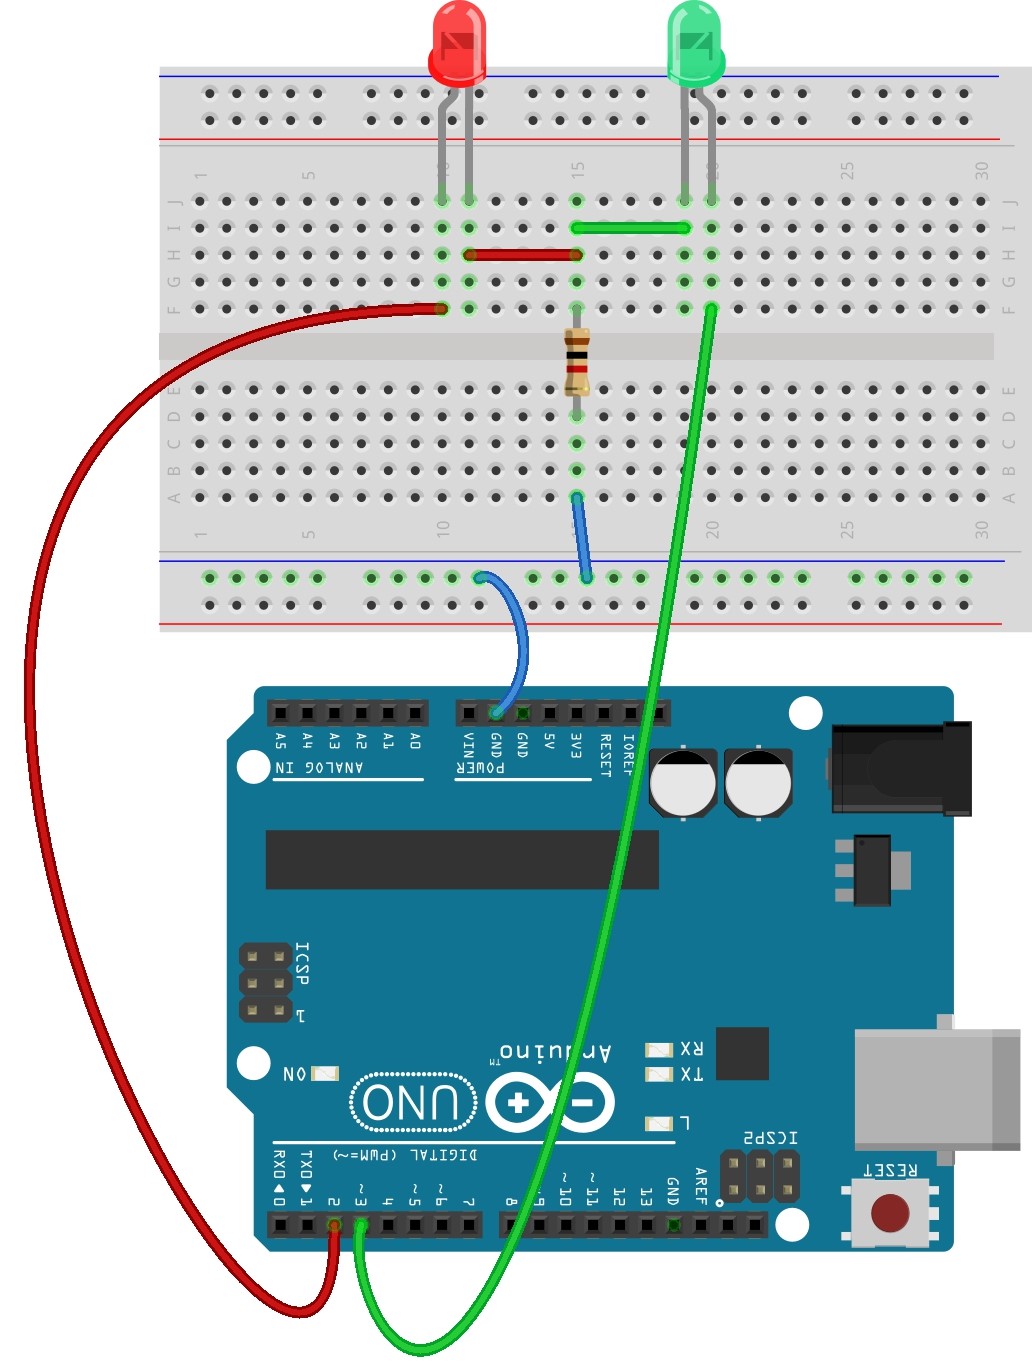 1 5 10 15 20 25 30
J J
I I
H H
G G
F F
E E
D D
C C
B B
A A
1 5 10 15 20 25 30
A5 A4 A3 A2 A1 A0 VIN GND GND 5V 3V3 RESET IOREF
ANALOG IN POWER
ICSP
1
Arduino™
RX
TX
ON
UNO
L
ICSP2
DIGITAL (PWM=~)
RESET
RX0◀0 TX0▶1 2 ~3 4 ~5 ~6 7 8 ~9 ~10 ~11 12 13 GND AREF